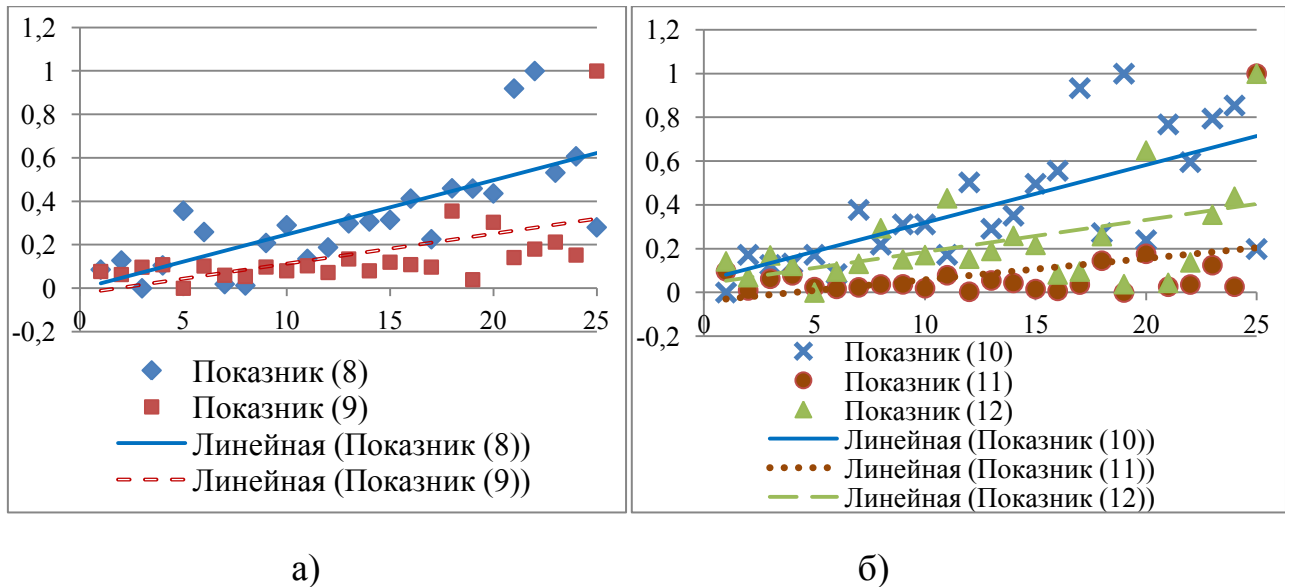 1,2
1
0,8
0,6
0,4
0,2
0
-0,2
0 5 10 15 20 25
Показник (8)
Показник (9)
Линейная (Показник (8))
Линейная (Показник (9))
а)
1,2
1
0,8
0,6
0,4
0,2
0
-0,2
0 5 10 15 20 25
Показник (10)
Показник (11)
Показник (12)
Линейная (Показник (10))
Линейная (Показник (11))
Линейная (Показник (12))
б)